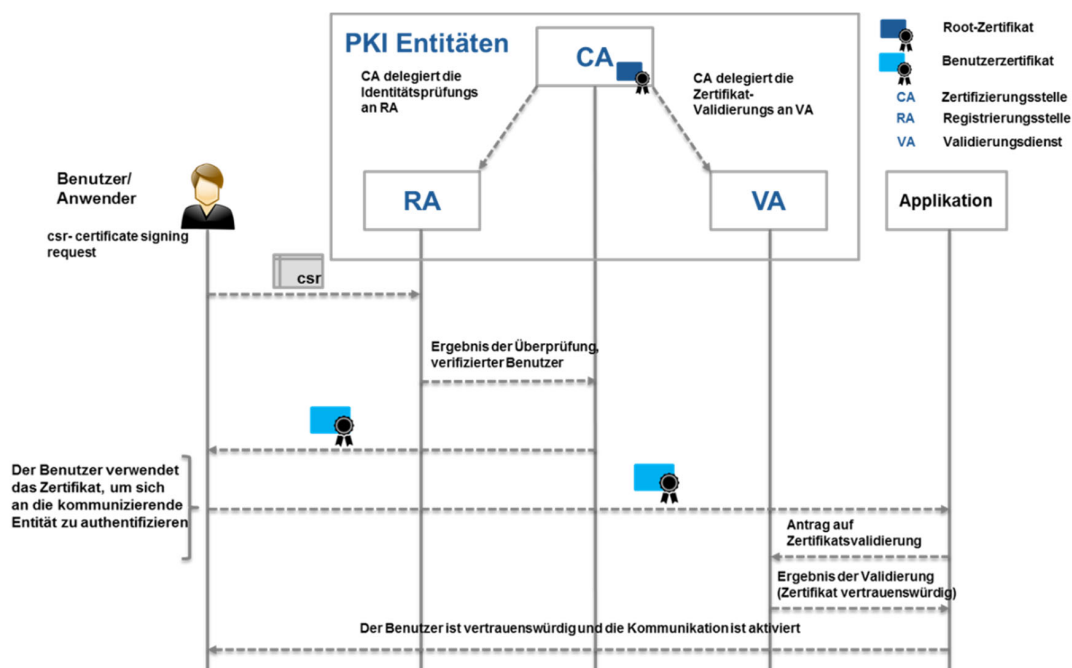 PKI Entitäten
CA
CA delegiert die
Identitätsprüfungs
an RA
CA delegiert die
Zertifikat-
Validierungs an VA
Root-Zertifikat
Benutzerzertifikat
CA Zertifizierungsstelle
RA Registrierungsstelle
VA Validierungsdienst
Benutzer/
Anwender
csr- certificate signing
request
RA
VA
Applikation
csr
Ergebnis der Überprüfung,
verifizierter Benutzer
Der Benutzer verwendet
das Zertifikat, um sich
an die kommunizierende
Entität zu authentifizieren
Antrag auf
Zertifikatsvalidierung
Ergebnis der Validierung
(Zertifikat vertrauenswürdig)
Der Benutzer ist vertrauenswürdig und die Kommunikation ist aktiviert